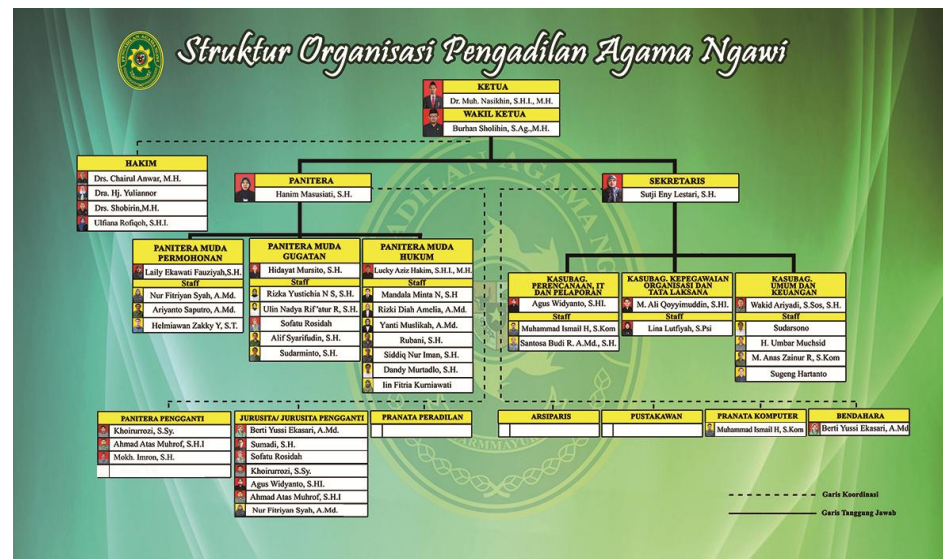 Struktur Organisasi Pengadilan Agama Ngawi
KETUA
Dr. Muh. Nasikhin, S.H.I., M.H.
WAKIL KETUA
Burhan Sholihin, S.Ag.,M.H.
HAKIM
Drs. Chairul Anwar, M.H.
Dra. Hj. Yuliannor
Drs. Shobirin,M.H.
Ulfiana Rofiqoh, S.H.I.
PANITERA
Hanim Masusiati, S.H.
SEKRETARIS
Sutji Eny Lestari, S.H.
PANITERA MUDA
PERMOHONAN
Laily Ekawati Fauziyah,S.H.
Staff
Nur Fitriyan Syah, A.Md.
Ariyanto Saputro, A.Md.
Helmiawan Zakky Y, S.T.
PANITERA MUDA
GUGATAN
Hidayat Mursito, S.H.
Staff
Rizka Yustichia N S, S.H.
Ulin Nadya Rif'atur R, S.H.
Sofatu Rosidah
Alif Syarifudin, S.H.
Sudarminto, S.H.
PANITERA MUDA
HUKUM
Lucky Aziz Hakim, S.H.I., M.H.
Staff
Mandala Minta N, S.H
Rizki Diah Amelia, A.Md.
Yanti Muslikah, A.Md.
Rubani, S.H.
Siddiq Nur Iman, S.H.
Dandy Murtadlo, S.H.
Iin Fitria Kurniawati
KASUBAG.
PERENCANAAN, IT
DAN PELAPORAN
Agus Widyanto, S.HI.
Staff
Muhammad Ismail H, S.Kom
Santosa Budi R. A.Md., S.H.
KASUBAG. KEPEGAWAIAN
ORGANISASI DAN
TATA LAKSANA
M. Ali Qoyyimuddin, S.HI.
Staff
Lina Lutfiyah, S.Psi
KASUBAG.
UMUM DAN
KEUANGAN
Wakid Ariyadi, S.Sos, S.H.
Staff
Sudarsono
H. Umbar Muchsid
M. Anas Zainur R, S.Kom
Sugeng Hartanto
PANITERA PENGGANTI
Khoirurrozi, S.Sy.
Ahmad Atas Muhrof, S.H.I
Mokh. Imron, S.H.
JURUSITA/ JURUSITA PENGGANTI
Berti Yussi Ekasari, A.Md.
Sumadi, S.H.
Sofatu Rosidah
Khoirurrozi, S.Sy.
Agus Widyanto, S.HI.
Ahmad Atas Muhrof, S.H.I
Nur Fitriyan Syah, A.Md.
PRANATA PERADILAN
ARSIPARIS
PUSTAKAWAN
PRANATA KOMPUTER
Muhammad Ismail H, S.Kom
BENDAHARA
Berti Yussi Ekasari, A.Md
Garis Koordinasi
Garis Tanggung Jawab